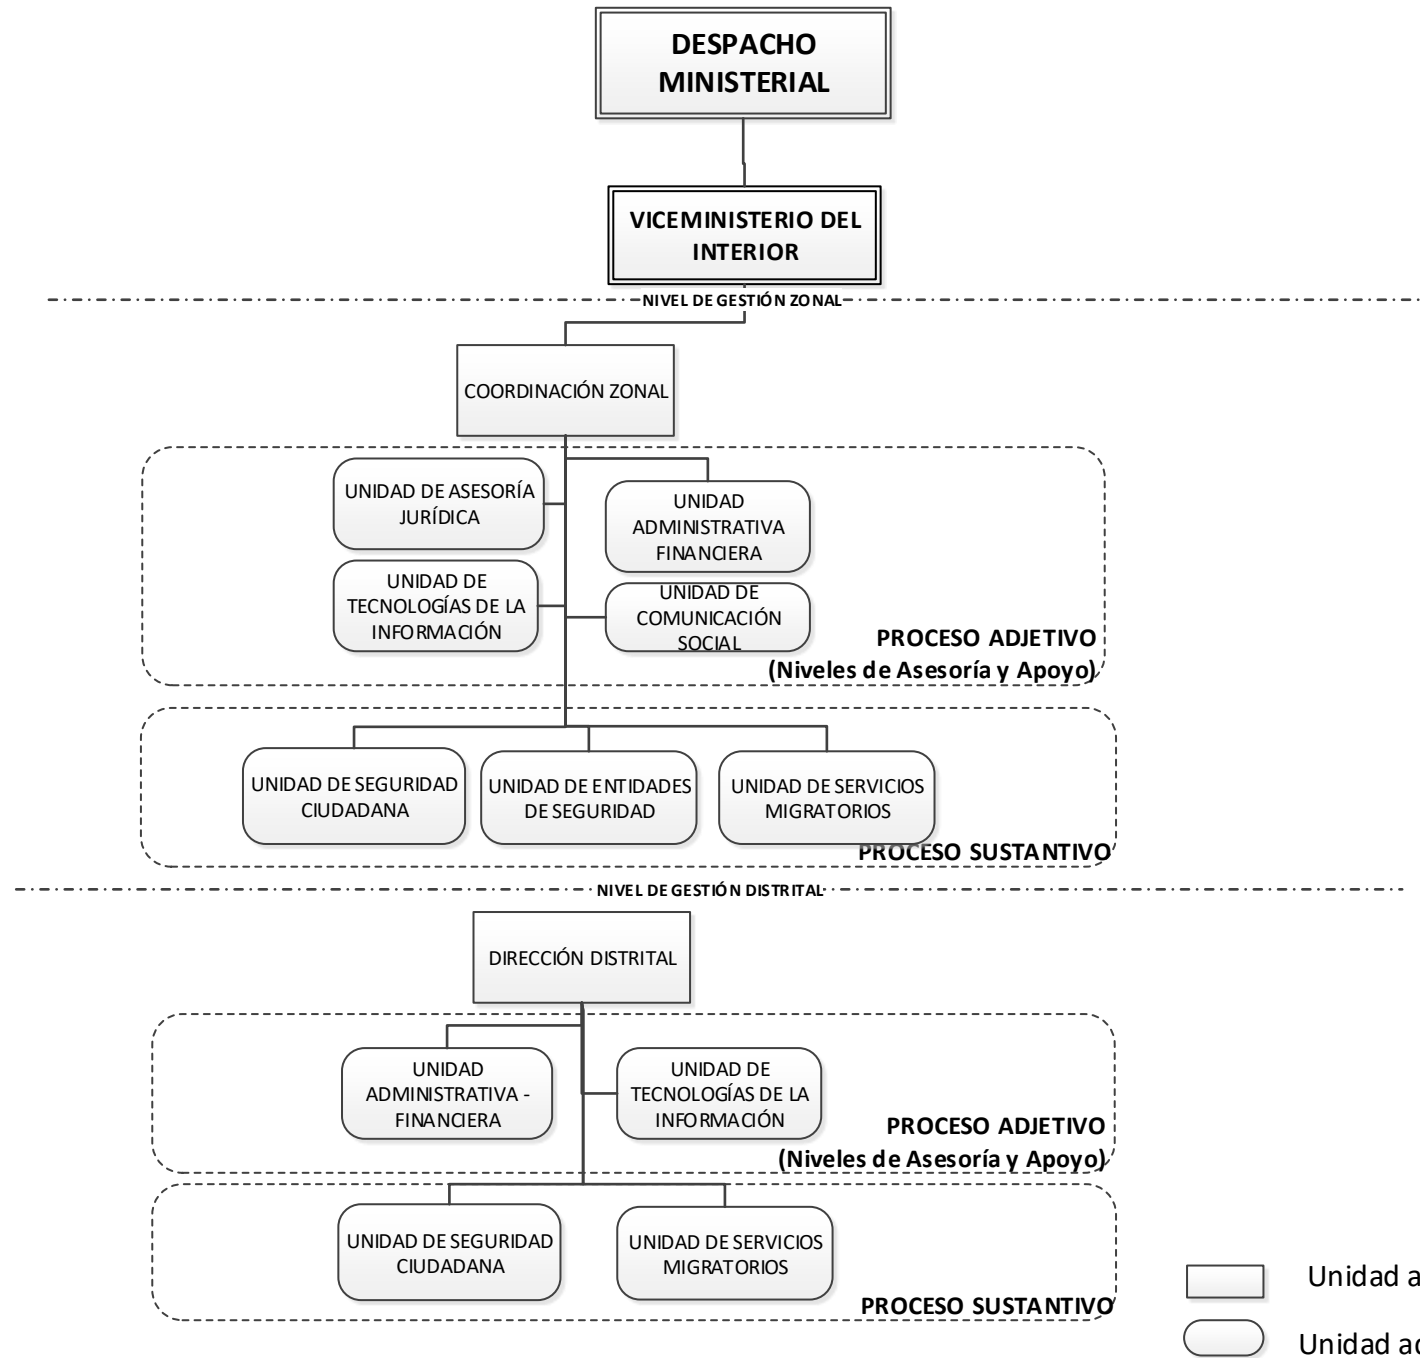 DESPACHO
MINISTERIAL
VICEMINISTERIO DEL
INTERIOR
NIVEL DE GESTIÓN ZONAL
COORDINACIÓN ZONAL
UNIDAD DE ASESORÍA
JURÍDICA
UNIDAD
ADMINISTRATIVA
FINANCIERA
UNIDAD DE
TECNOLOGÍAS DE LA
INFORMACIÓN
UNIDAD DE
COMUNICACIÓN
SOCIAL
PROCESO ADJETIVO
(Niveles de Asesoría y Apoyo)
UNIDAD DE SEGURIDAD
CIUDADANA
UNIDAD DE ENTIDADES
DE SEGURIDAD
UNIDAD DE SERVICIOS
MIGRATORIOS
PROCESO SUSTANTIVO
NIVEL DE GESTIÓN DISTRITAL
DIRECCIÓN DISTRITAL
UNIDAD
ADMINISTRATIVA -
FINANCIERA
UNIDAD DE
TECNOLOGÍAS DE LA
INFORMACIÓN
PROCESO ADJETIVO
(Niveles de Asesoría y Apoyo)
UNIDAD DE SEGURIDAD
CIUDADANA
UNIDAD DE SERVICIOS
MIGRATORIOS
PROCESO SUSTANTIVO
Unidad
Unidad